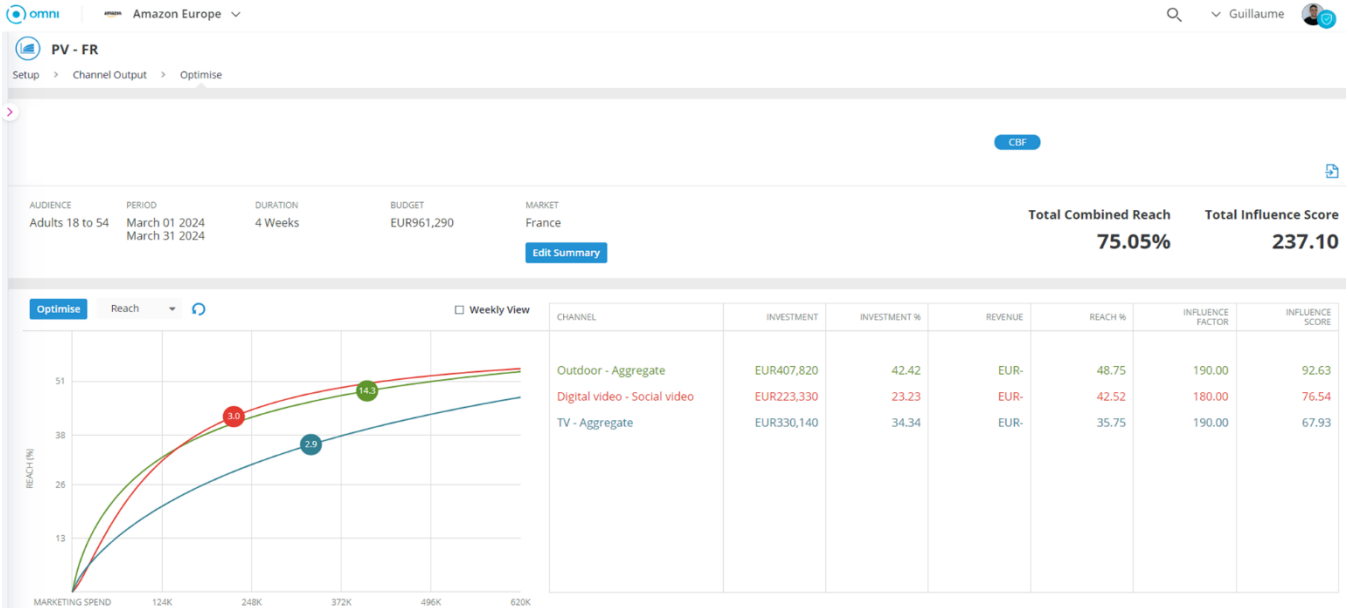 omni
amazon
Amazon Europe
Guillaume
PV - FR
Setup > Channel Output > Optimise
CBF
AUDIENCE PERIOD DURATION BUDGET MARKET
Adults 18 to 54 March 01 2024 4 Weeks EUR961,290 France
March 31 2024
Edit Summary
Total Combined Reach Total Influence Score
75.05% 237.10
Optimise Reach Weekly View
CHANNEL INVESTMENT INVESTMENT % REVENUE REACH % INFLUENCE FACTOR INFLUENCE SCORE
Outdoor - Aggregate EUR407,820 42.42 EUR- 48.75 190.00 92.63
Digital video - Social video EUR223,330 23.23 EUR- 42.52 180.00 76.54
TV - Aggregate EUR330,140 34.34 EUR- 35.75 190.00 67.93
REACH (%)
51
38
26
13
14.3
3.0
2.9
MARKETING SPEND 124K 248K 372K 496K 620K